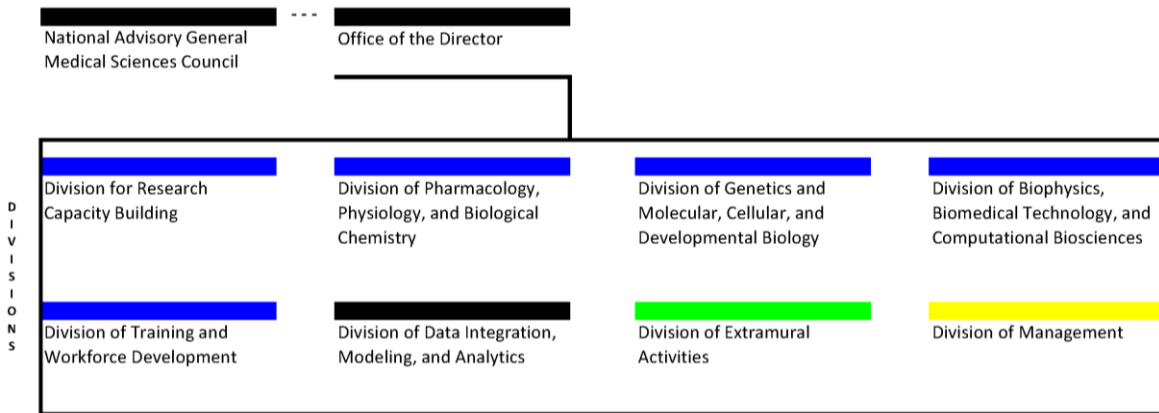 National Advisory General
Medical Sciences Council
---
Office of the Director
DIVISIONS
Division for Research
Capacity Building
Division of Pharmacology,
Physiology, and Biological
Chemistry
Division of Genetics and
Molecular, Cellular, and
Developmental Biology
Division of Biophysics,
Biomedical Technology, and
Computational Biosciences
Division of Training and
Workforce Development
Division of Data Integration,
Modeling, and Analytics
Division of Extramural
Activities
Division of Management